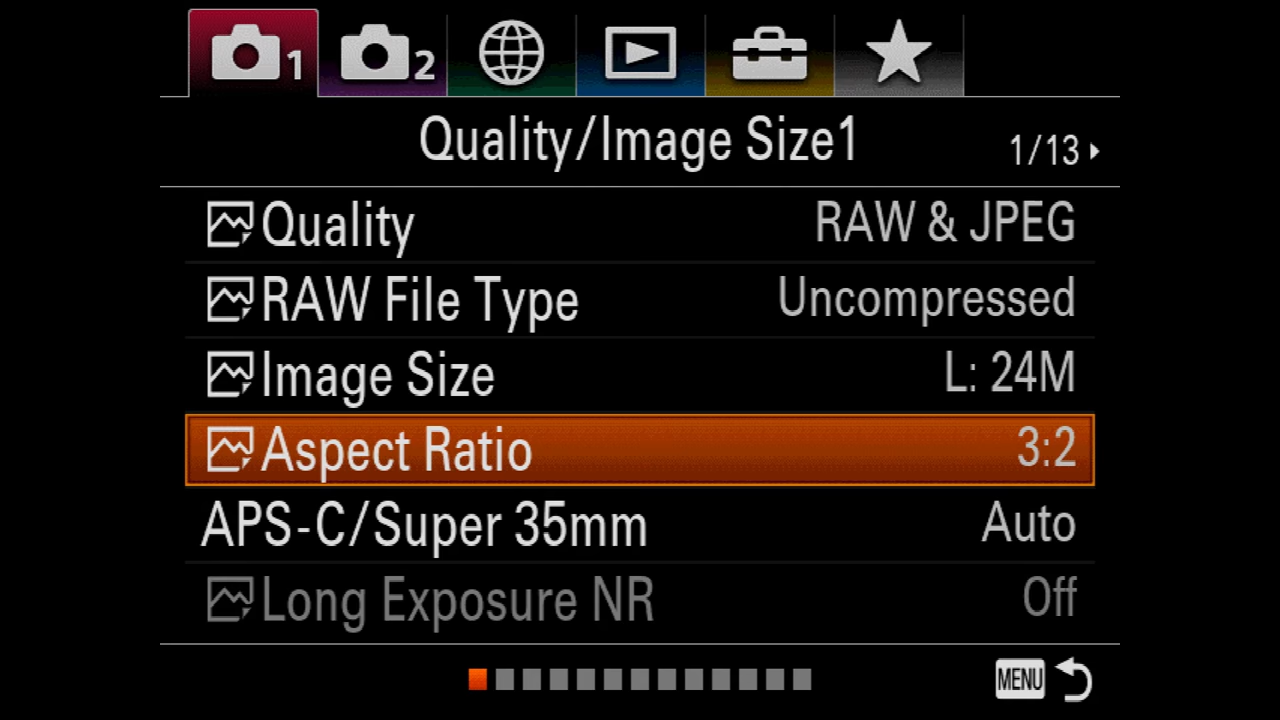 1 2
Quality/Image Size1 1/13
Quality RAW & JPEG
RAW File Type Uncompressed
Image Size L: 24M
Aspect Ratio 3:2
APS-C/Super 35mm Auto
Long Exposure NR Off
MENU